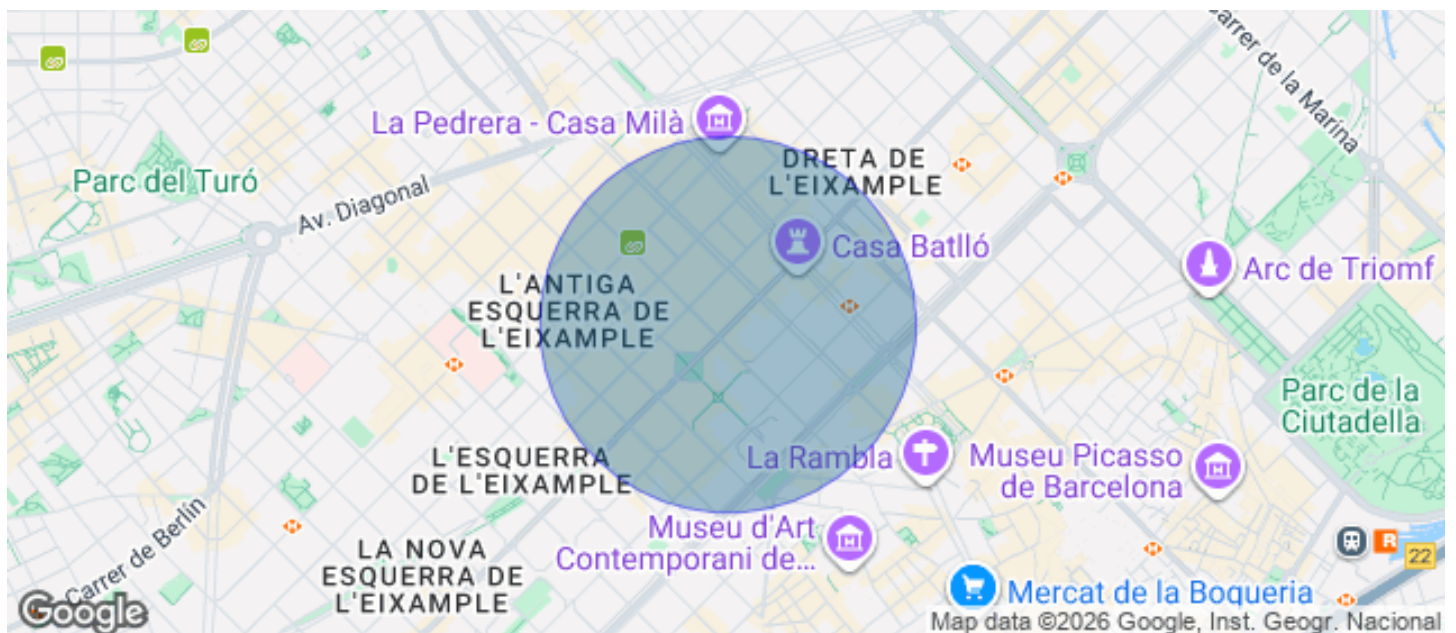 Carrer de la Marina
La Pedrera - Casa Milà
DRETA DE
L'EIXAMPLE
Parc del Turó
Av. Diagonal
Casa Batlló
Arc de Triomf
L'ANTIGA
ESQUERRA DE
L'EIXAMPLE
Parc de la
Ciutadella
L'ESQUERRA
DE L'EIXAMPLE
La Rambla
Museu Picasso
de Barcelona
Museu d'Art
Contemporani de...
Carrer de Berlín
LA NOVA
ESQUERRA DE
L'EIXAMPLE
R
22
Mercat de la Boqueria
Google
Map data ©2026 Google, Inst. Geogr. Nacional